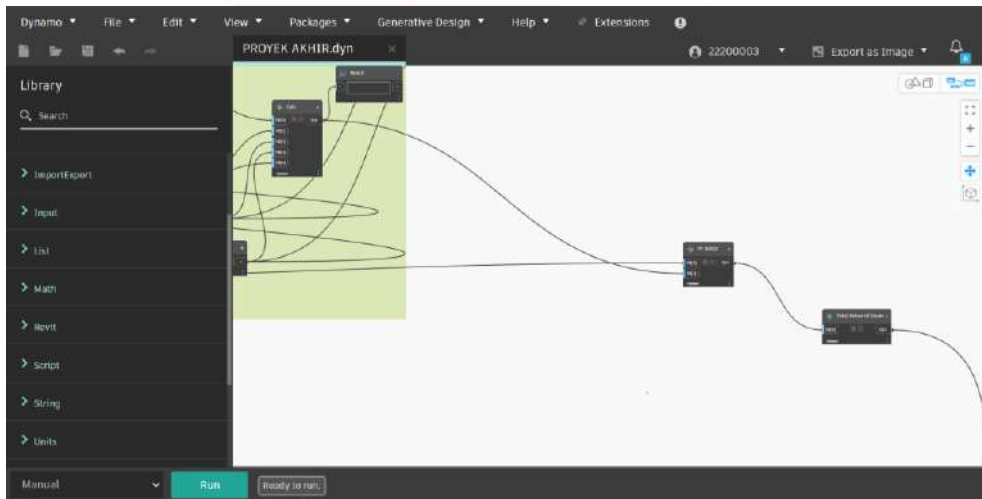 Dynamo File Edit View Packages Generative Design Help Extensions
PROYEK AKHIR.dyn
22200003 Export as Image
Library
Search
ImportExport
Input
List
Math
Revit
Script
String
Units
Manual Run Ready to run.